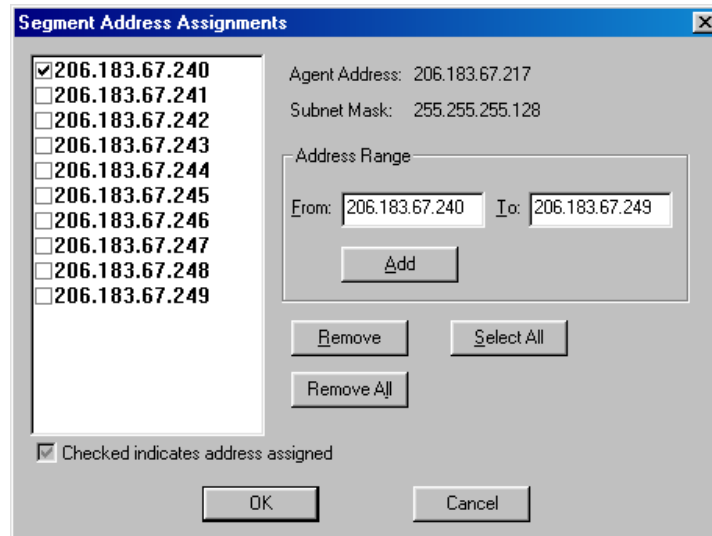 Segment Address Assignments
206.183.67.240
206.183.67.241
206.183.67.242
206.183.67.243
206.183.67.244
206.183.67.245
206.183.67.246
206.183.67.247
206.183.67.248
206.183.67.249
Agent Address: 206.183.67.217
Subnet Mask: 255.255.255.128
Address Range
From: 206.183.67.240 To: 206.183.67.249
Add
Remove Select All
Remove All
Checked indicates address assigned
OK Cancel